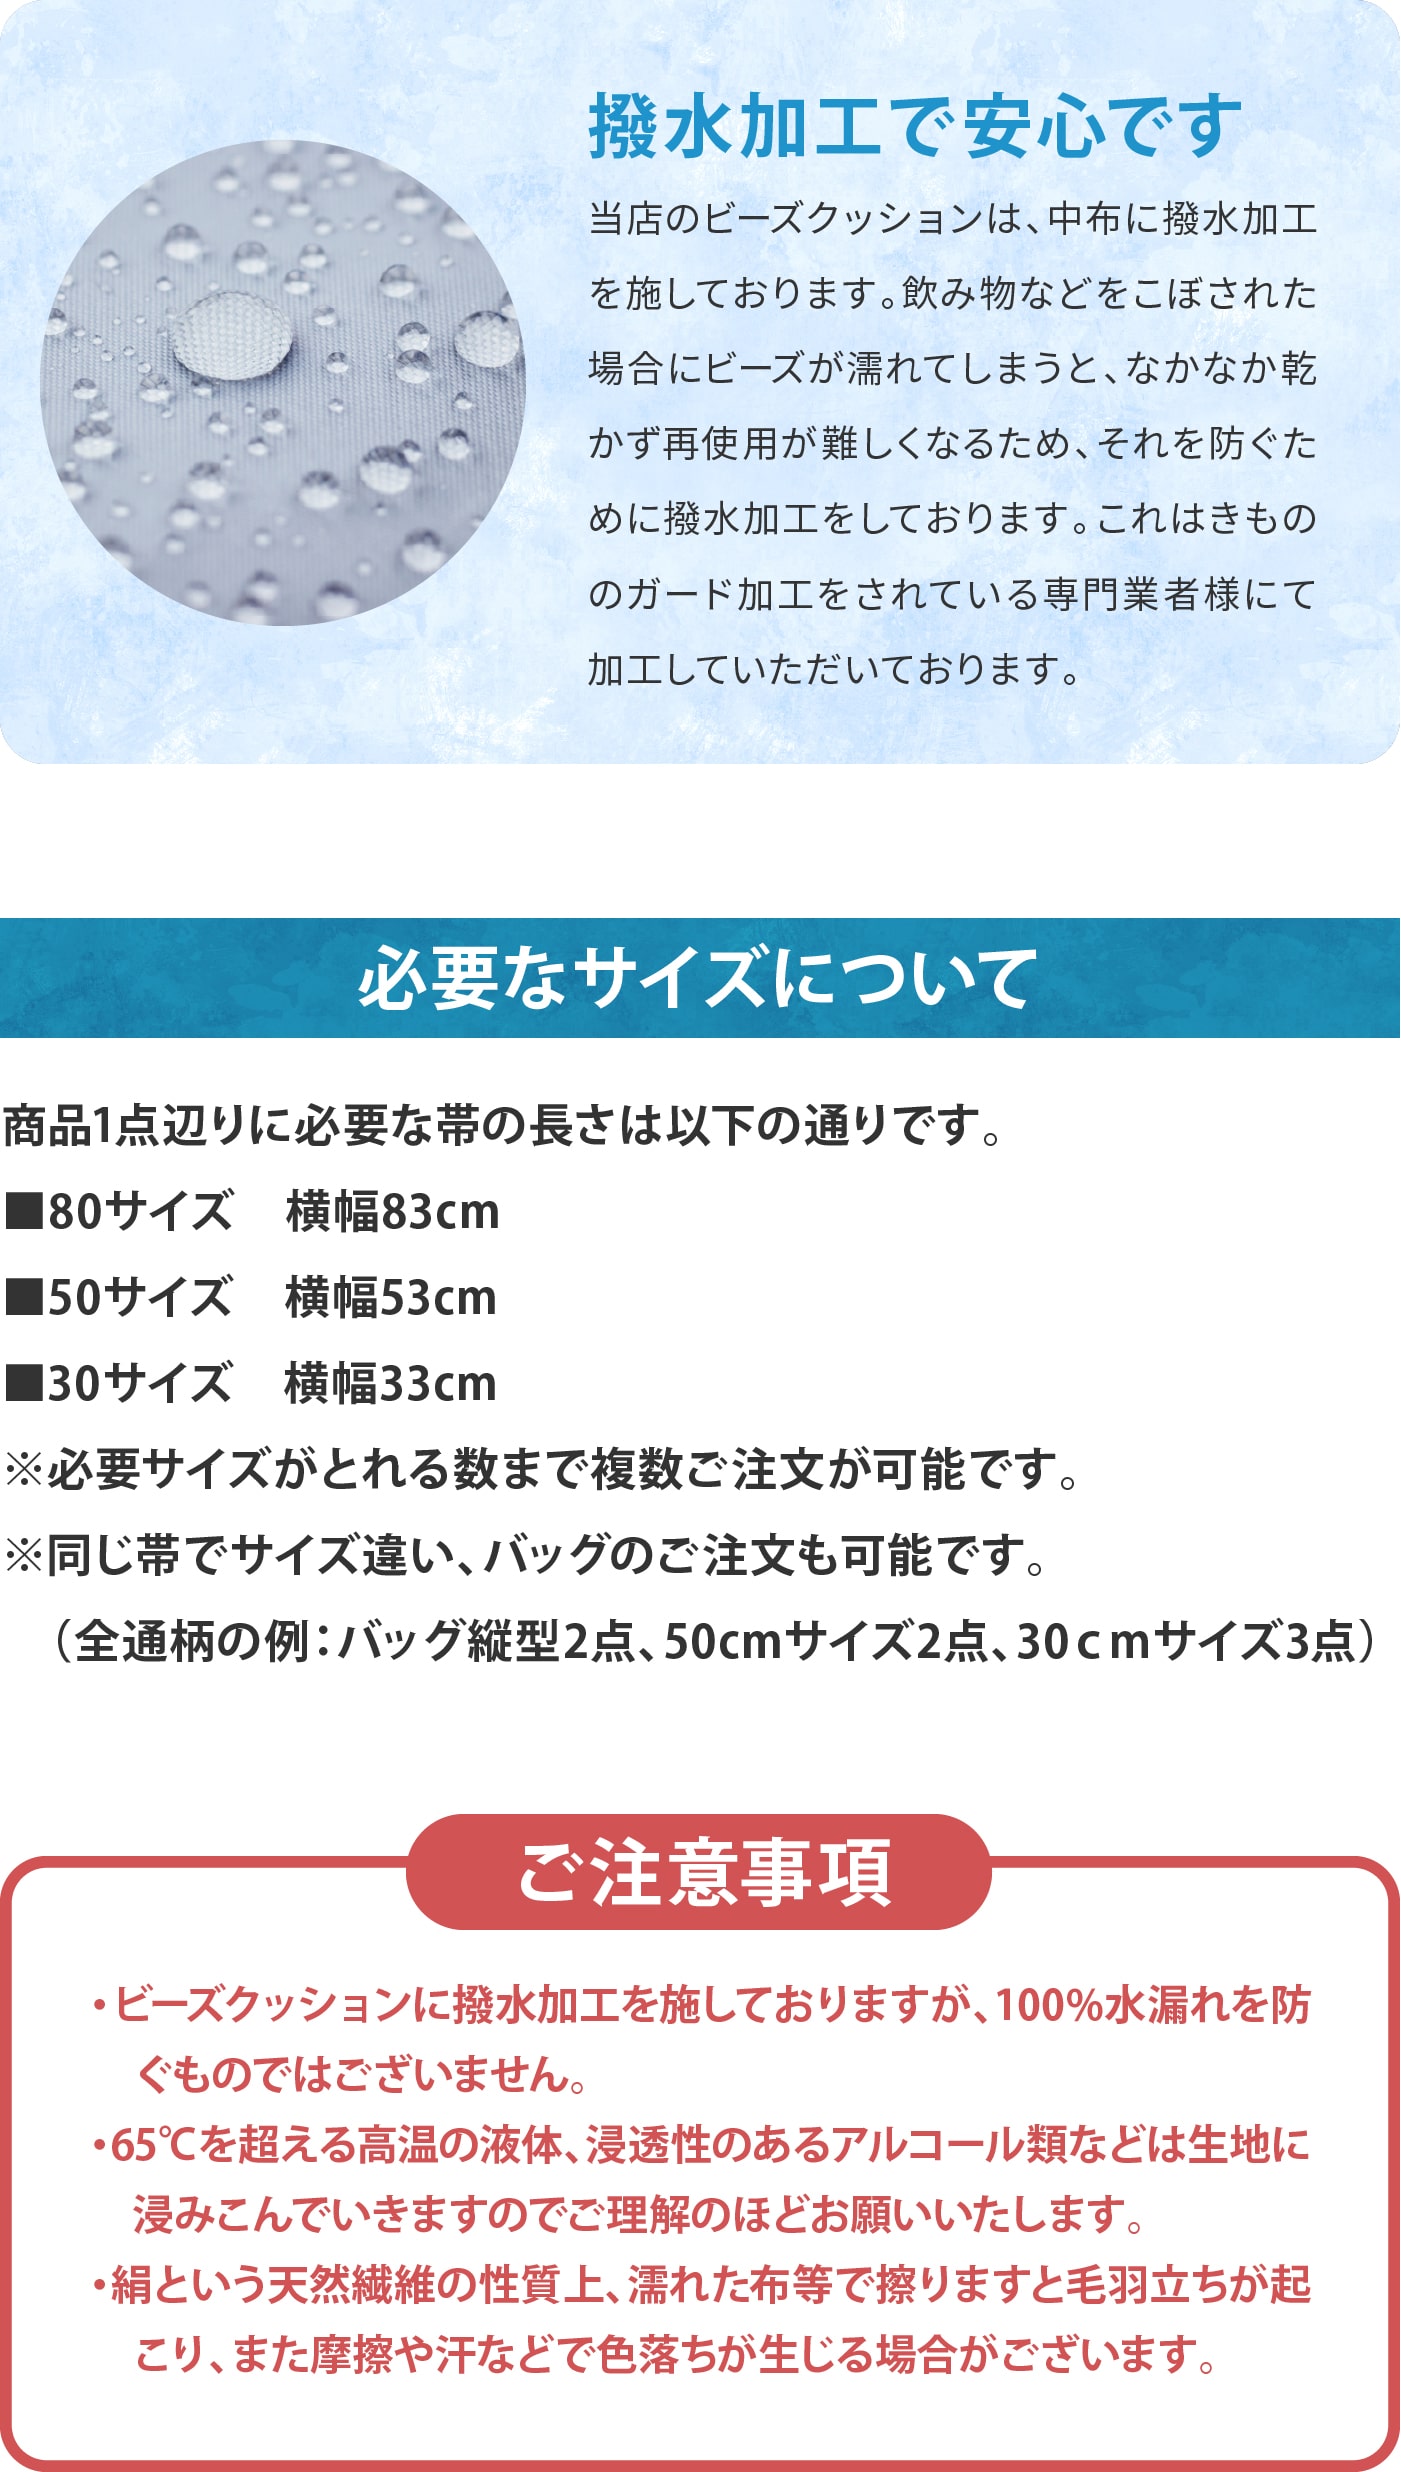 撥水加工で安心です
当店のビーズクッションは、中布に撥水加工
を施しております。飲み物などをこぼされた
場合にビーズが濡れてしまうと、なかなか乾
かず再使用が難しくなるため、それを防ぐた
めに撥水加工をしております。これはきもの
のガード加工をされている専門業者様にて
加工していただいております。
必要なサイズについて
商品1点辺りに必要な帯の長さは以下の通りです。
■80サイズ　横幅83cm
■50サイズ　横幅53cm
■30サイズ　横幅33cm
※必要サイズがとれる数まで複数ご注文が可能です。
※同じ帯でサイズ違い、バッグのご注文も可能です。
（全通柄の例：バッグ縦型2点、50cmサイズ2点、30ｃmサイズ3点）
ご注意事項
・ビーズクッションに撥水加工を施しておりますが、100%水漏れを防
ぐものではございません。
・65℃を超える高温の液体、浸透性のあるアルコール類などは生地に
浸みこんでいきますのでご理解のほどお願いいたします。
・絹という天然繊維の性質上、濡れた布等で擦りますと毛羽立ちが起
こり、また摩擦や汗などで色落ちが生じる場合がございます。